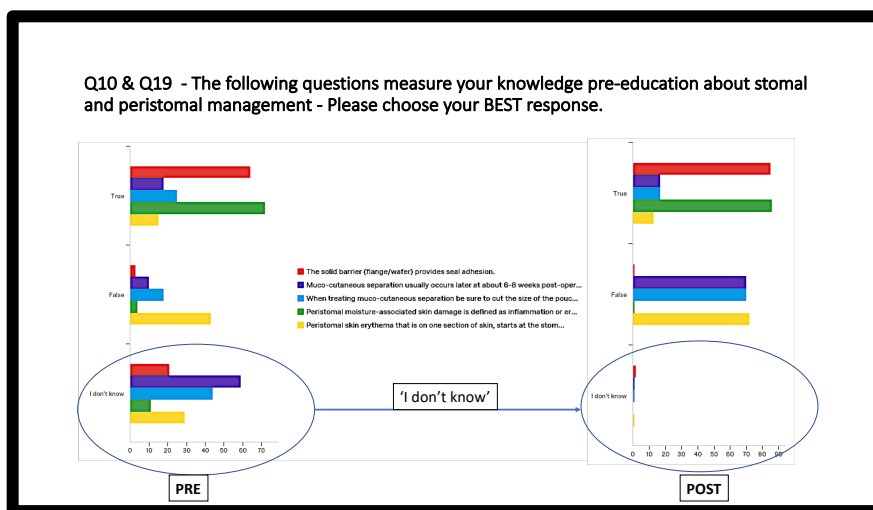 Q10 & Q19 - The following questions measure your knowledge pre-education about stomal
and peristomal management - Please choose your BEST response.
True
False
I don't know
0 10 20 30 40 50 60 70
The solid barrier (flange/wafer) provides seal adhesion.
Muco-cutaneous separation usually occurs later at about 6-8 weeks post-oper...
When treating muco-cutaneous separation be sure to cut the size of the pouc...
Peristomal moisture-associated skin damage is defined as inflammation or er...
Peristomal skin erythema that is on one section of skin, starts at the stom...
'I don't know'
True
False
I don't know
0 10 20 30 40 50 60 70 80 90
PRE
POST